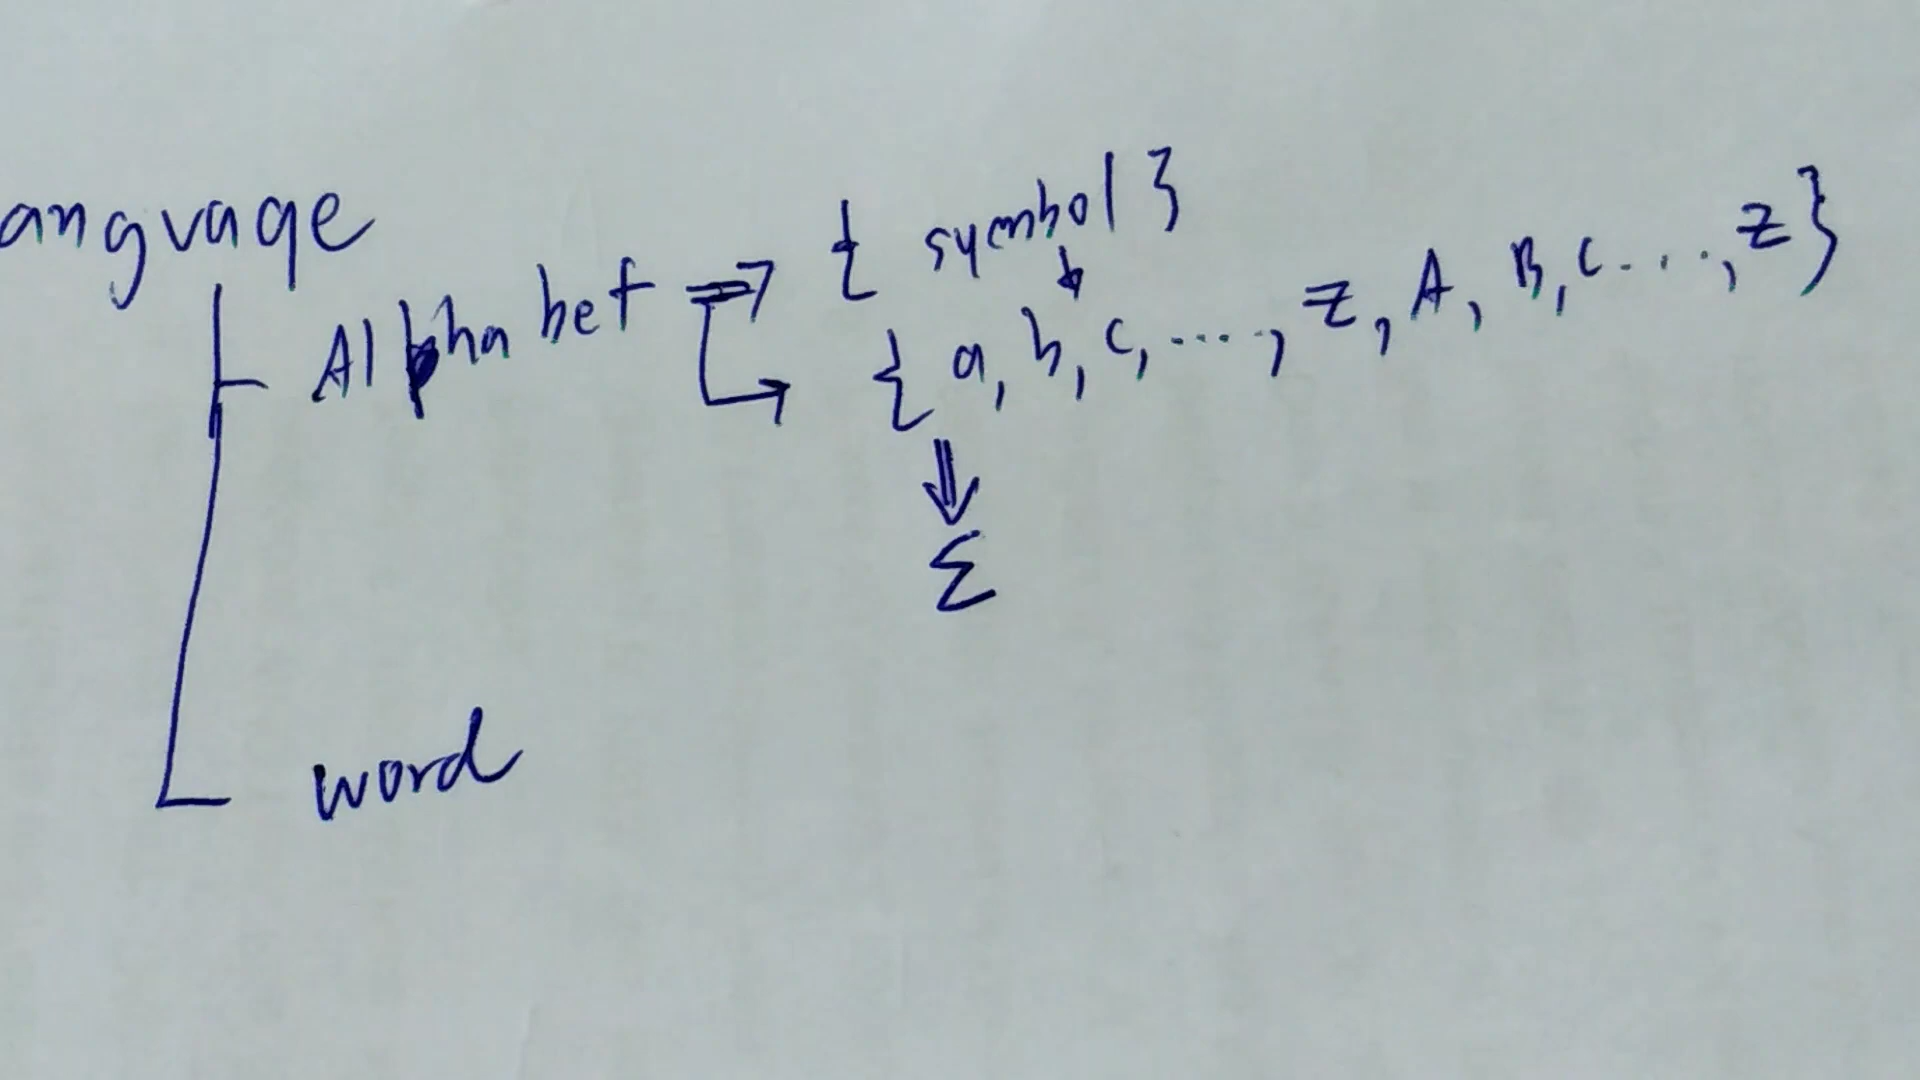 anguage
Alphabet ⇒ { symbol }
{ a, b, c, ...., z, A, B, C....., Z }
Σ
word